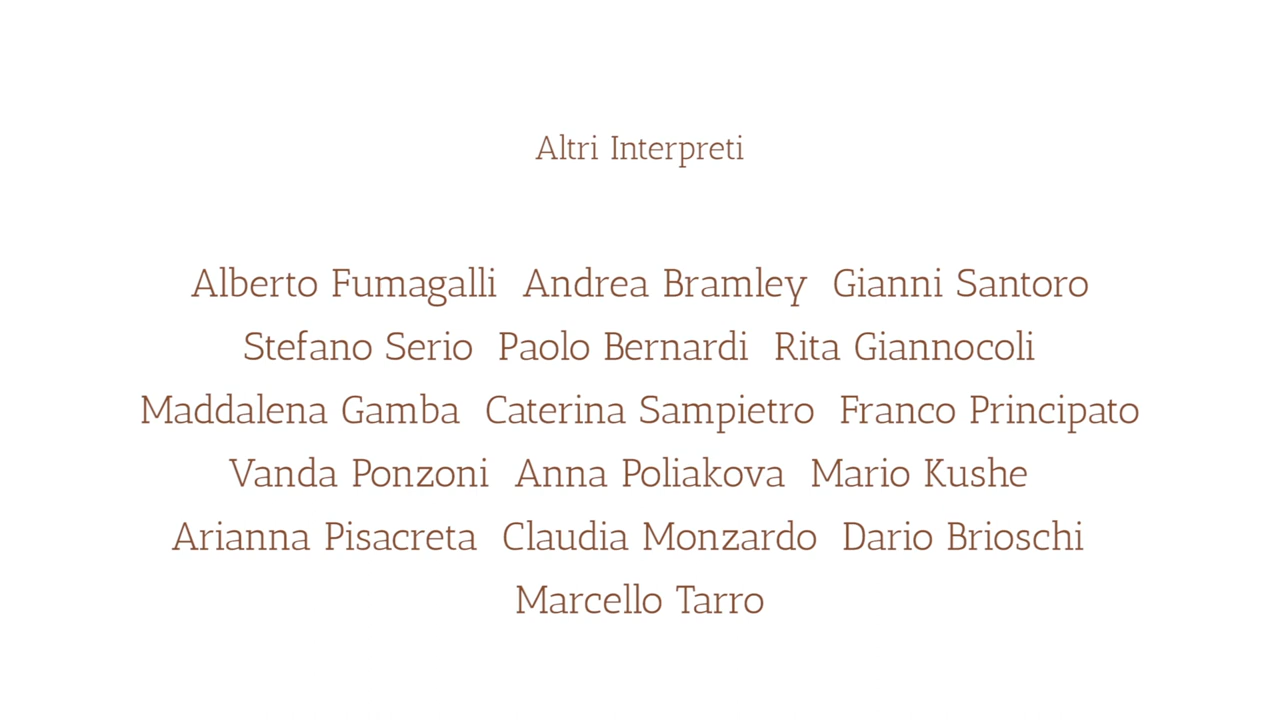 Altri Interpreti
Alberto Fumagalli Andrea Bramley Gianni Santoro
Stefano Serio Paolo Bernardi Rita Giannocoli
Maddalena Gamba Caterina Sampietro Franco Principato
Vanda Ponzoni Anna Poliakova Mario Kushe
Arianna Pisacreta Claudia Monzardo Dario Brioschi
Marcello Tarro